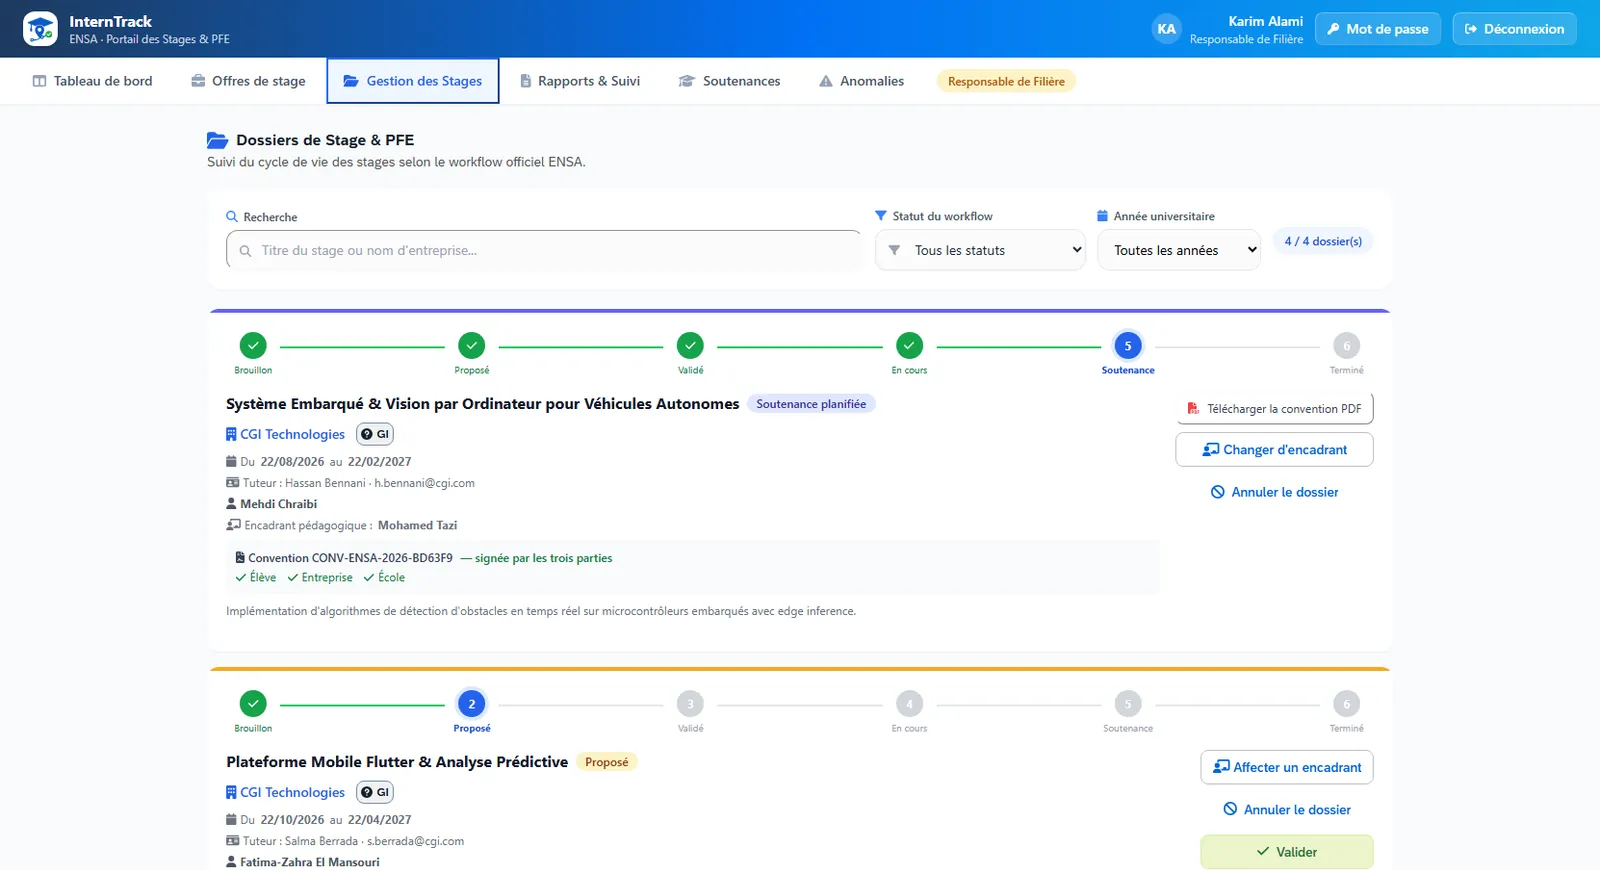 InternTrack
ENSA · Portail des Stages & PFE
KA
Karim Alami
Responsable de Filière
Mot de passe
Déconnexion
Tableau de bord
Offres de stage
Gestion des Stages
Rapports & Suivi
Soutenances
Anomalies
Responsable de Filière
Dossiers de Stage & PFE
Suivi du cycle de vie des stages selon le workflow officiel ENSA.
Recherche
Titre du stage ou nom d'entreprise...
Statut du workflow
Tous les statuts
Année universitaire
Toutes les années
4 / 4 dossier(s)
5
6
Brouillon
Proposé
Validé
En cours
Soutenance
Terminé
Système Embarqué & Vision par Ordinateur pour Véhicules Autonomes
Soutenance planifiée
CGI Technologies
GI
Du 22/08/2026 au 22/02/2027
Tuteur : Hassan Bennani · h.bennani@cgi.com
Mehdi Chraibi
Encadrant pédagogique : Mohamed Tazi
Convention CONV-ENSA-2026-BD63F9 — signée par les trois parties
Élève
Entreprise
École
Implémentation d'algorithmes de détection d'obstacles en temps réel sur microcontrôleurs embarqués avec edge inference.
Télécharger la convention PDF
Changer d'encadrant
Annuler le dossier
2
3
4
5
6
Brouillon
Proposé
Validé
En cours
Soutenance
Terminé
Plateforme Mobile Flutter & Analyse Prédictive
Proposé
CGI Technologies
GI
Du 22/10/2026 au 22/04/2027
Tuteur : Salma Berrada · s.berrada@cgi.com
Fatima-Zahra El Mansouri
Affecter un encadrant
Annuler le dossier
Valider